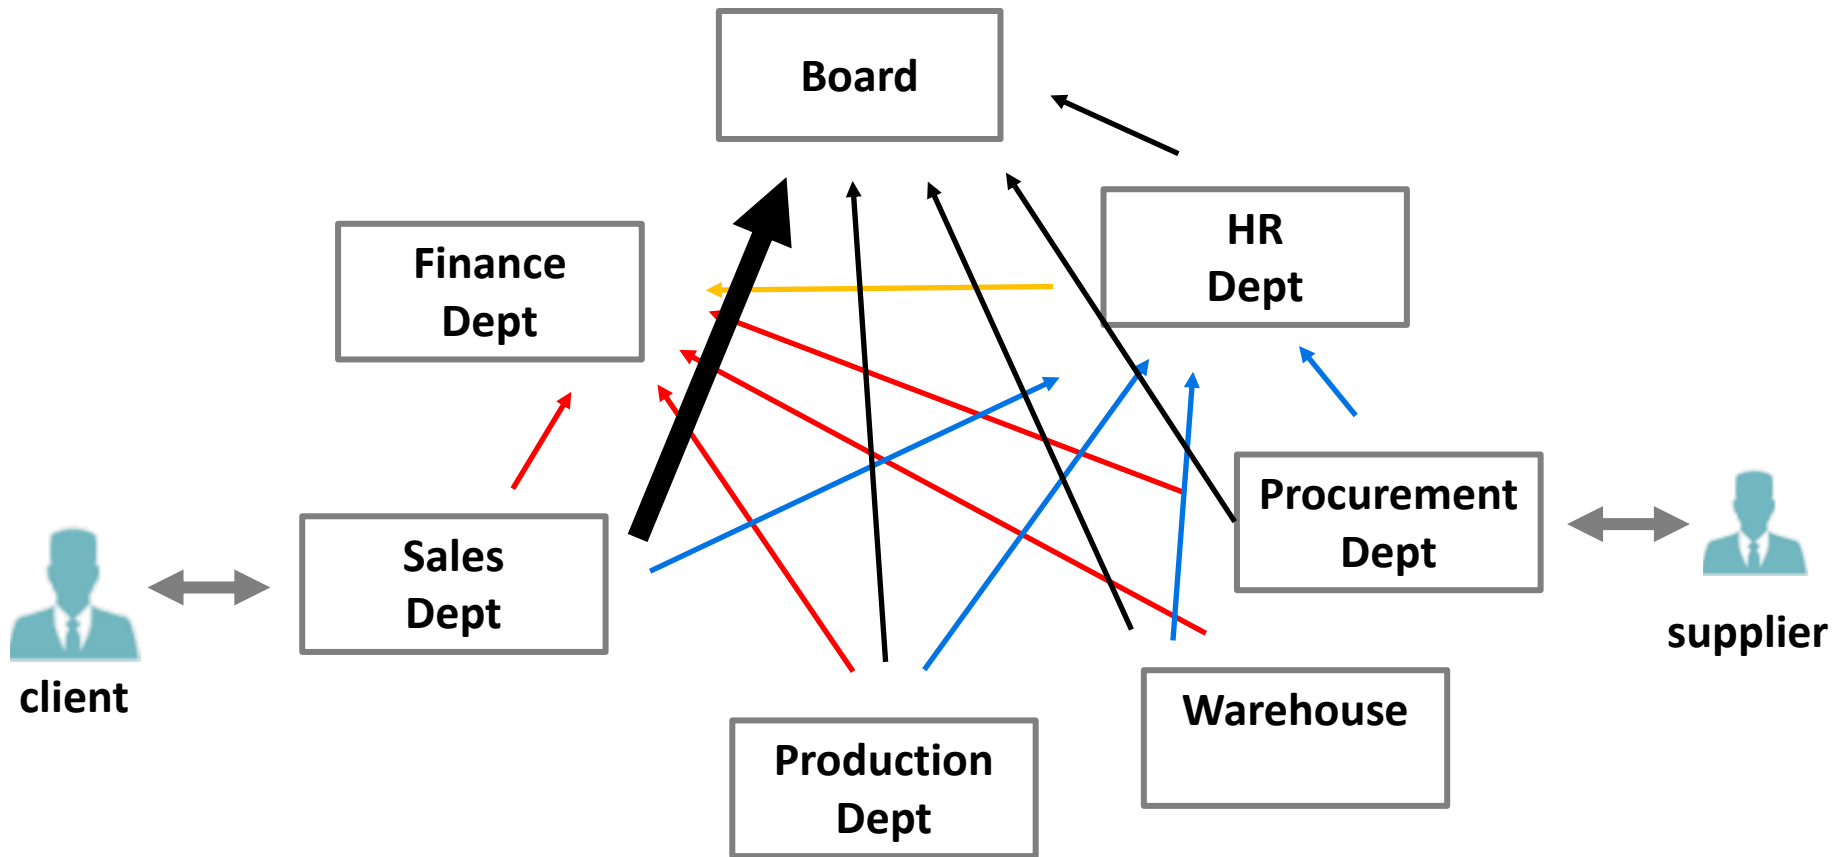 Board
HR
Dept
Finance
Dept
Procurement
Dept
Sales
Dept
supplier
client
Warehouse
Production
Dept